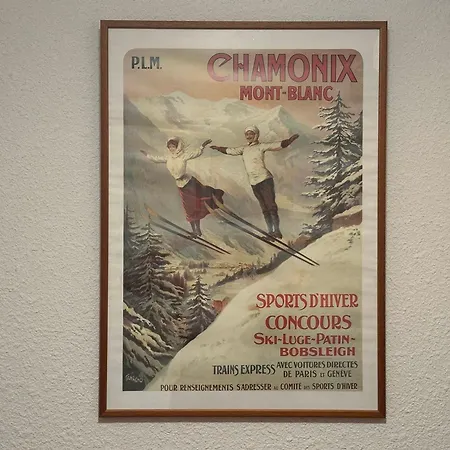 P.L.M.
CHAMONIX
MONT-BLANC
SPORTS D'HIVER
CONCOURS
SKI-LUGE-PATIN-
BOBSLEIGH
TRAINS EXPRESS AVEC VOITURES DIRECTES
DE PARIS ET GENÈVE
POUR RENSEIGNEMENTS S'ADRESSER AU COMITÉ DES SPORTS D'HIVER